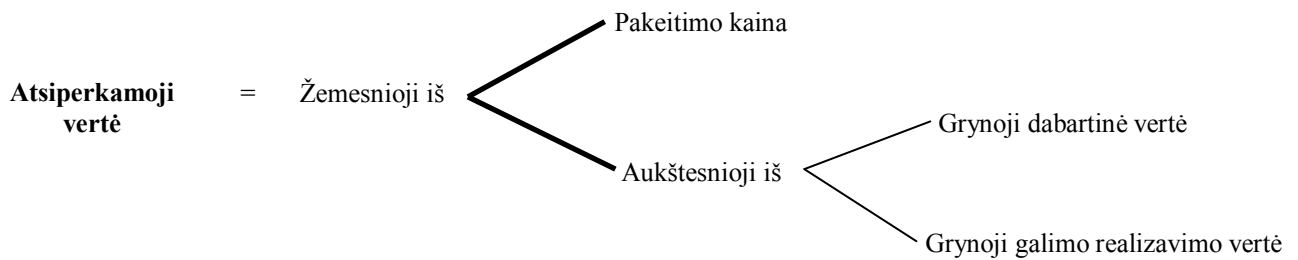 Pakeitimo kaina
Atsiperkamoji = Žemesnioji iš
vertė
Grynoji dabartinė vertė
Aukštesnioji iš
Grynoji galimo realizavimo vertė